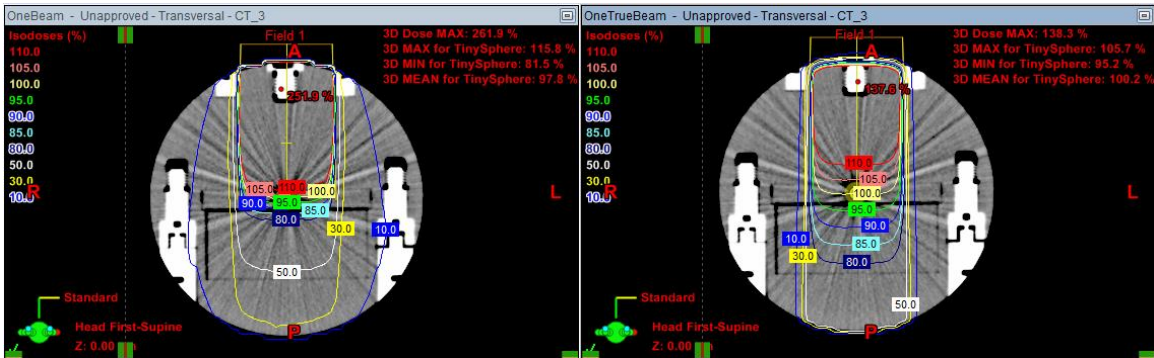 OneBeam - Unapproved - Transversal - CT_3
Isodoses (%)
110.0
105.0
100.0
95.0
90.0
85.0
80.0
50.0
30.0
10.0
Field 1
A
3D Dose MAX: 261.9 %
3D MAX for TinySphere: 115.8 %
3D MIN for TinySphere: 81.5 %
3D MEAN for TinySphere: 97.8 %
R
L
105.0
110.0
100.0
90.0
95.0
85.0
80.0
30.0
10.0
50.0
Standard
Head First-Supine
P
OneTrueBeam - Unapproved - Transversal - CT_3
Isodoses (%)
110.0
105.0
100.0
95.0
90.0
85.0
80.0
50.0
30.0
10.0
Field 1
A
3D Dose MAX: 138.3 %
3D MAX for TinySphere: 105.7 %
3D MIN for TinySphere: 95.2 %
3D MEAN for TinySphere: 100.2 %
137.6 %
R
L
110.0
105.0
100.0
95.0
90.0
10.0
85.0
30.0
80.0
50.0
Standard
Head First-Supine
P